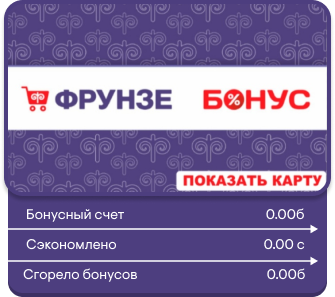 ФРУНЗЕ БОНУС
ПОКАЗАТЬ КАРТУ
Бонусный счет 0.00б
Сэкономлено 0.00 с
Сгорело бонусов 0.00б